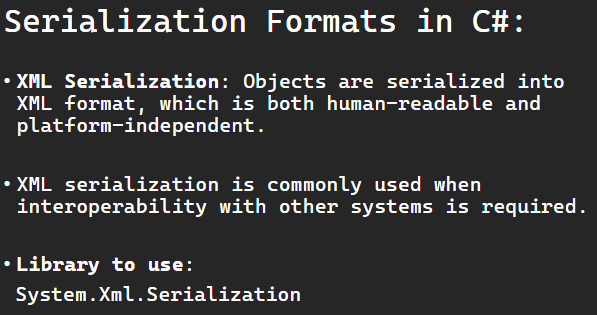 Serialization Formats in C#:
• XML Serialization: Objects are serialized into
XML format, which is both human-readable and
platform-independent.
• XML serialization is commonly used when
interoperability with other systems is required.
• Library to use:
System.Xml.Serialization